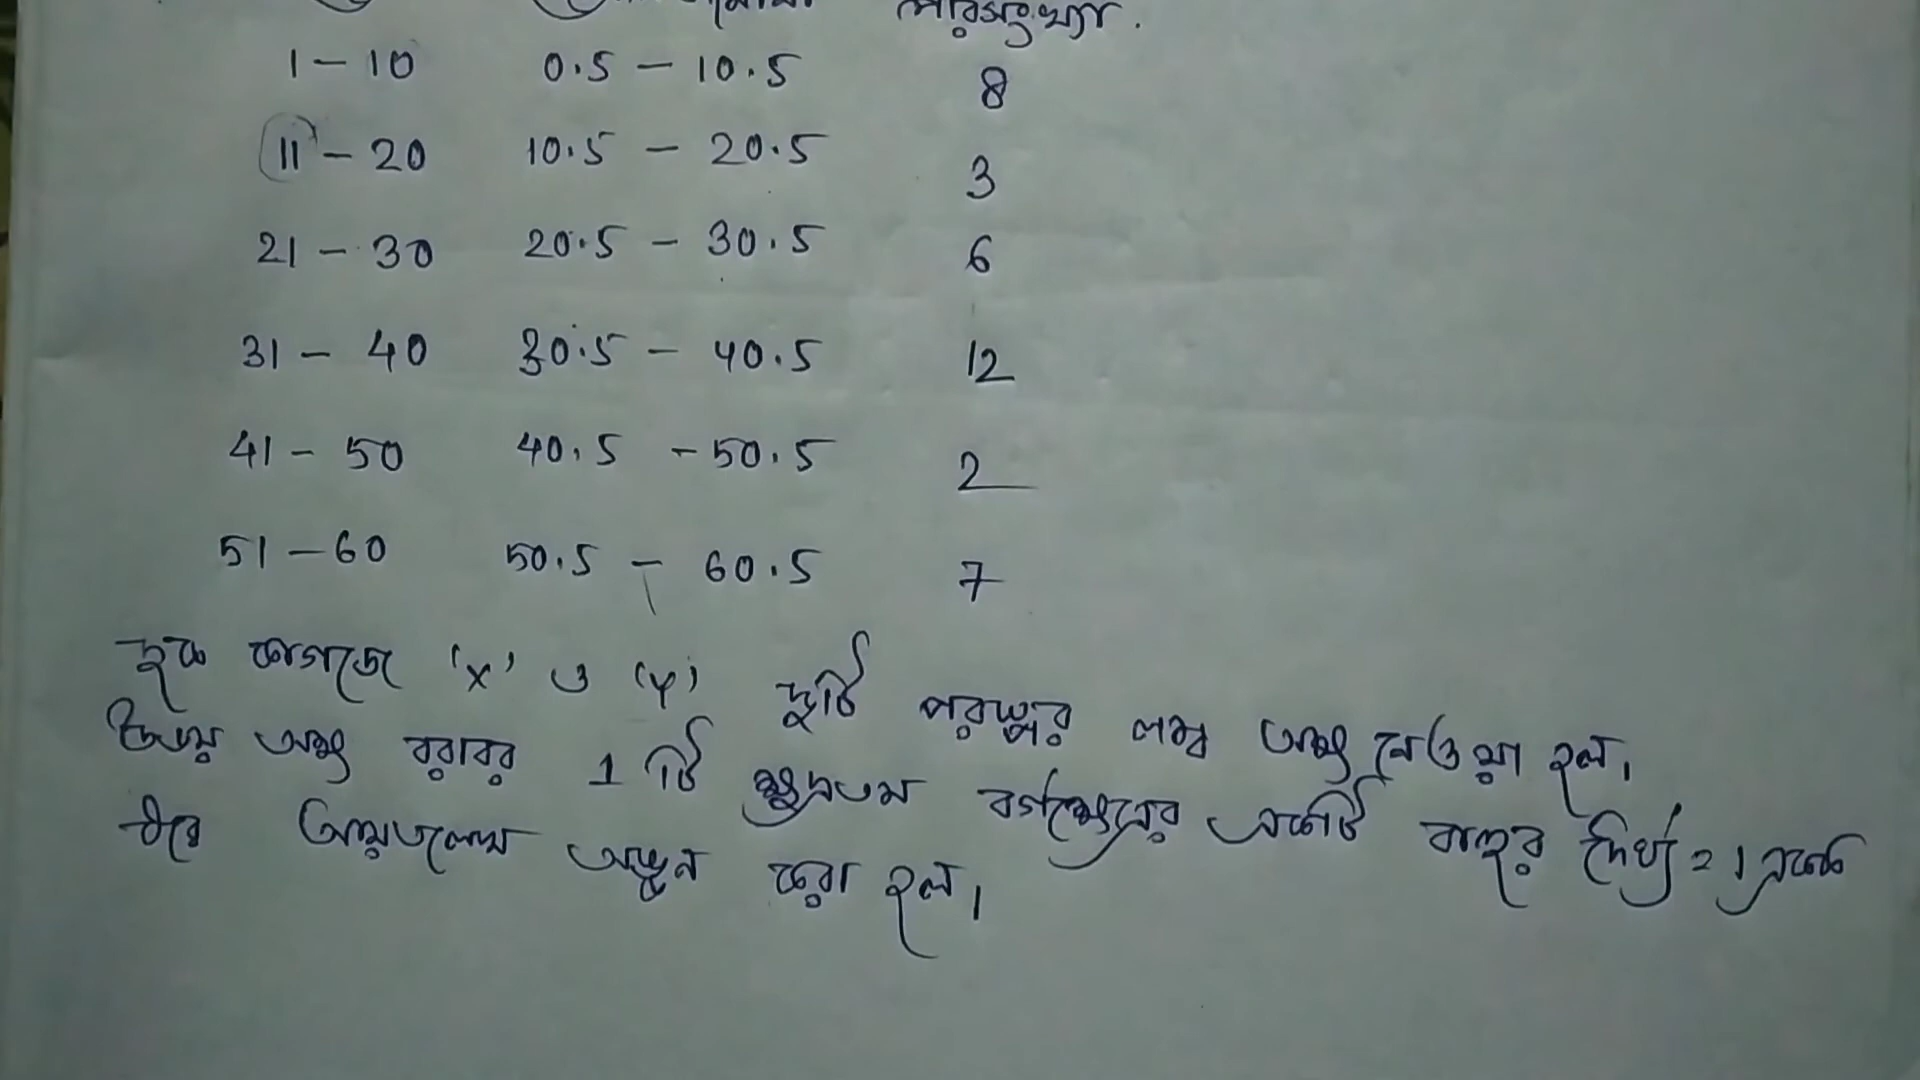 পরিসংখ্যা.
1 - 10 0.5 - 10.5 8
11 - 20 10.5 - 20.5 3
21 - 30 20.5 - 30.5 6
31 - 40 30.5 - 40.5 12
41 - 50 40.5 - 50.5 2
51 - 60 50.5 - 60.5 7
ছক কাগজে 'x' ও 'y' দুটি পরস্পর লম্ব অক্ষ নেওয়া হল।
উভয় অক্ষ বরাবর 1 টি ক্ষুদ্রতম বর্গক্ষেত্রের একটি বাহুর দৈর্ঘ্য = 1 একক
ধরে আয়তলেখ অঙ্কন করা হল।